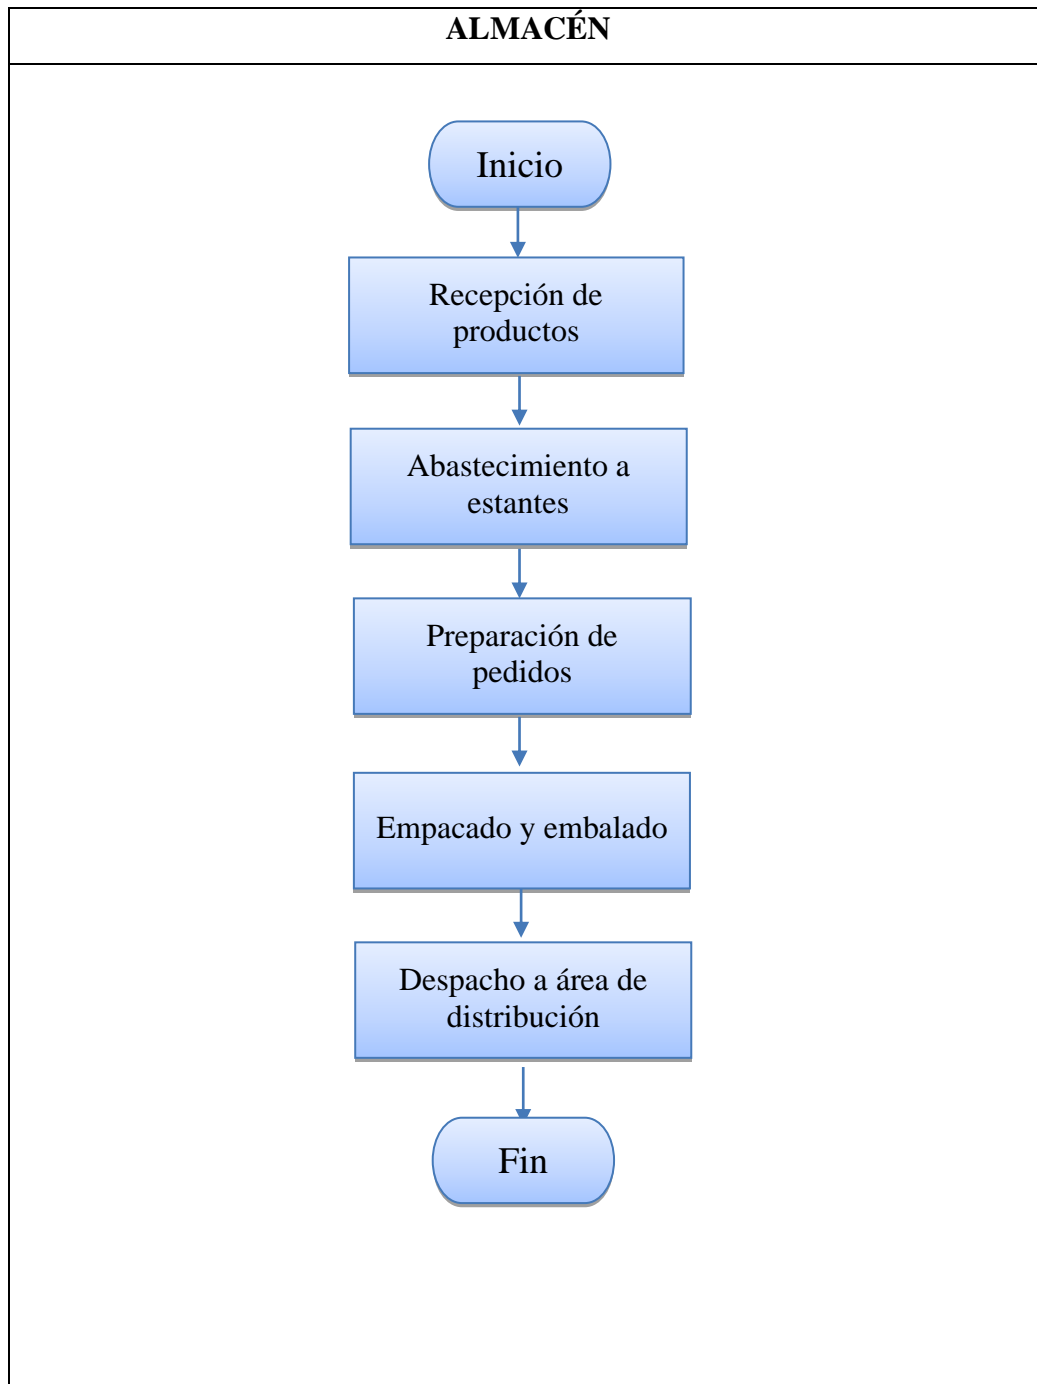 ALMACÉN
Inicio
Recepción de
productos
Abastecimiento a
estantes
Preparación de
pedidos
Empacado y embalado
Despacho a área de
distribución
Fin